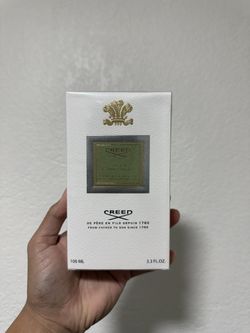 CREED
CREED
DE PÈRE EN FILS DEPUIS 1760
FROM FATHER TO SON SINCE 1760
100 ML
3.3 FL.OZ.